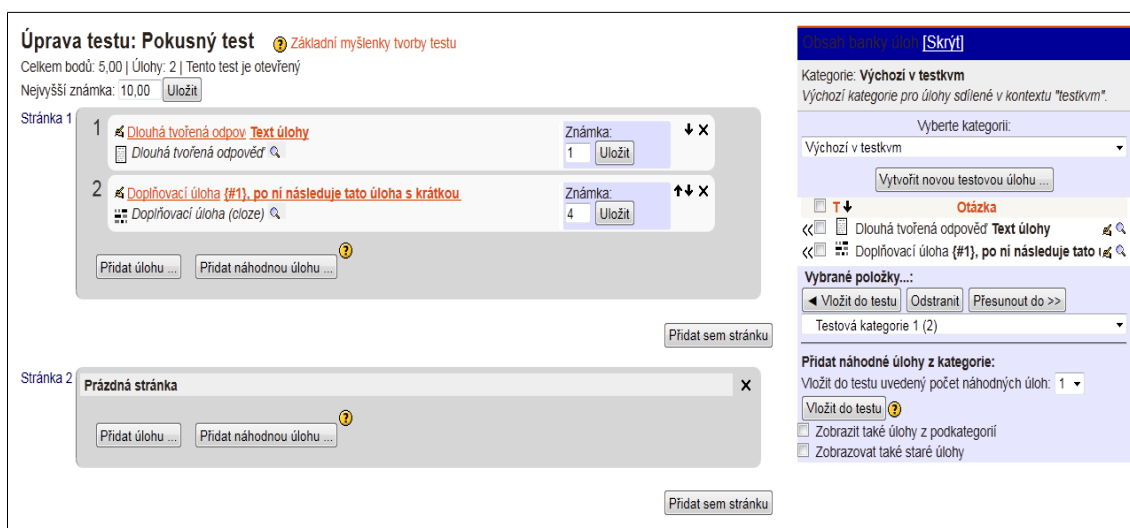 Úprava testu: Pokusný test ? Základní myšlenky tvorby testu
Celkem bodů: 5,00 | Úlohy: 2 | Tento test je otevřený
Nejvyšší známka: 10,00 Uložit
Stránka 1
1 Dlouhá tvořená odpov Text úlohy
Dlouhá tvořená odpověď
Známka:
1 Uložit
2 Doplňovací úloha {#1}, po ní následuje tato úloha s krátkou
Doplňovací úloha (cloze)
Známka:
4 Uložit
Přidat úlohu ... Přidat náhodnou úlohu ... ?
Přidat sem stránku
Stránka 2
Prázdná stránka
Přidat úlohu ... Přidat náhodnou úlohu ... ?
Přidat sem stránku
Obsah banky úloh [Skrýt]
Kategorie: Výchozí v testkvm
Výchozí kategorie pro úlohy sdílené v kontextu "testkvm".
Vyberte kategorii:
Výchozí v testkvm
Vytvořit novou testovou úlohu ...
T Otázka
Dlouhá tvořená odpověď Text úlohy
Doplňovací úloha {#1}, po ní následuje tato
Vybrané položky...:
◄ Vložit do testu Odstranit Přesunout do >>
Testová kategorie 1 (2)
Přidat náhodné úlohy z kategorie:
Vložit do testu uvedený počet náhodných úloh: 1
Vložit do testu ?
Zobrazit také úlohy z podkategorií
Zobrazovat také staré úlohy